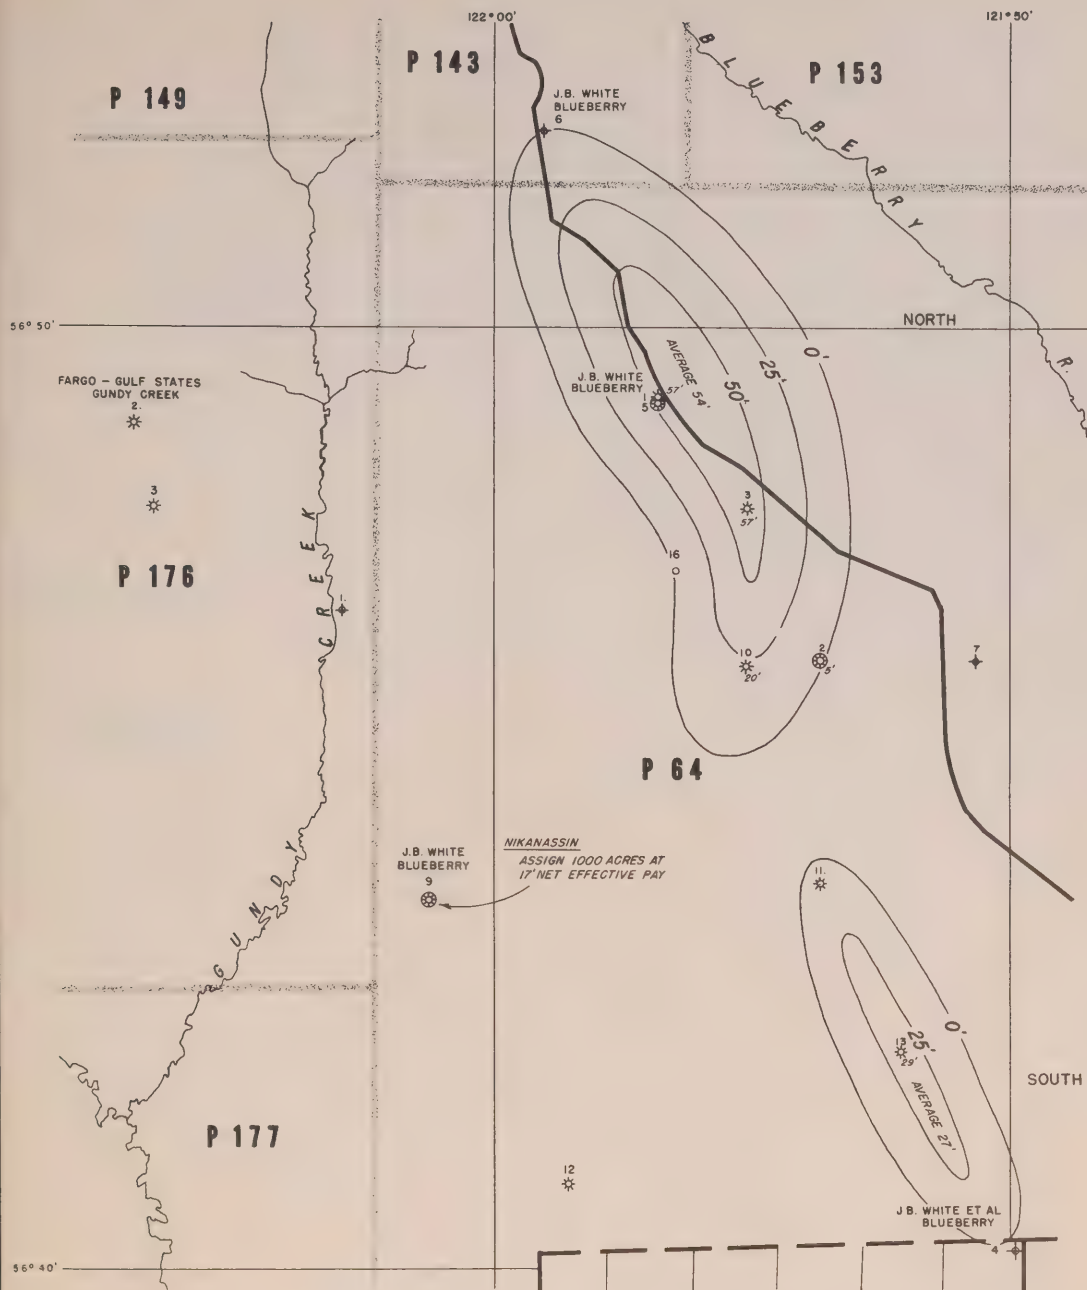 122° 00'
121° 50'
P 143
P 153
P 149
BLUEBERRY R.
J.B. WHITE
BLUEBERRY
6
56° 50'
NORTH
0'
25'
50'
AVERAGE 54'
FARGO - GULF STATES
GUNDY CREEK
2.
J.B. WHITE
BLUEBERRY
1
57'
5
3
3
57'
P 176
16
1.
GUNDY CREEK
10
20'
2
5'
7
P 64
J.B. WHITE
BLUEBERRY
9
NIKANASSIN
ASSIGN 1000 ACRES AT
17' NET EFFECTIVE PAY
11.
0'
25'
13
29'
AVERAGE 27'
SOUTH
P 177
12
J.B. WHITE ET AL
BLUEBERRY
4
56° 40'